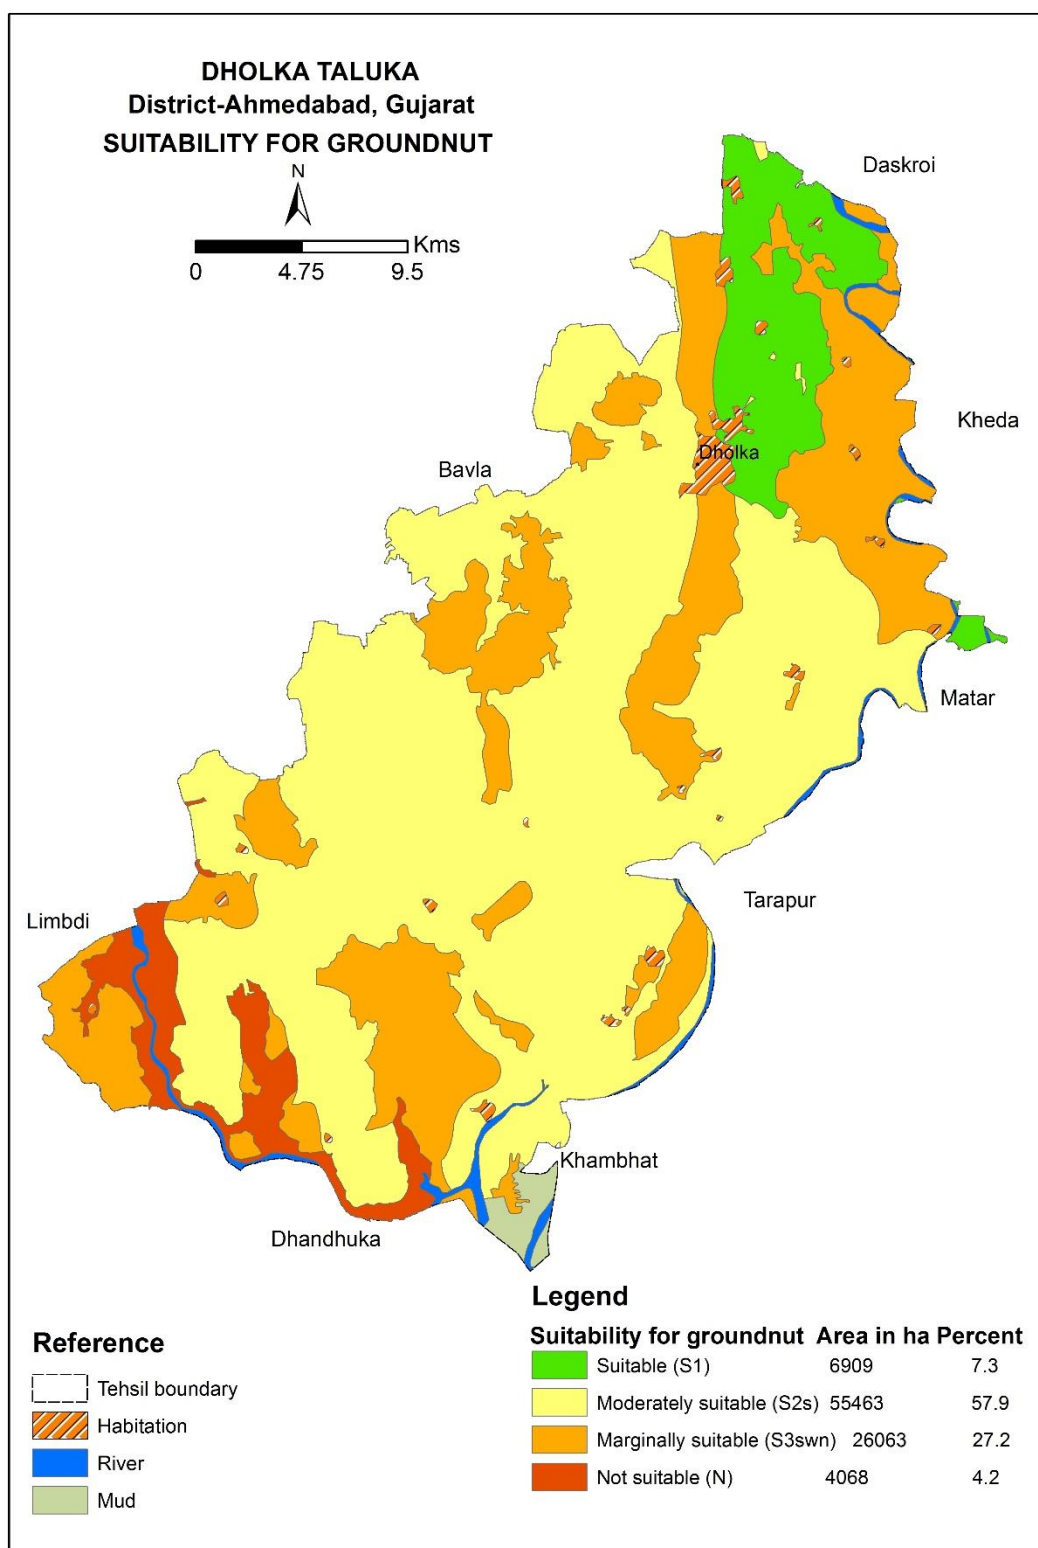 DHOLKA TALUKA
District-Ahmedabad, Gujarat
SUITABILITY FOR GROUNDNUT
N
Kms
0 4.75 9.5
Daskroi
Kheda
Dholka
Bavla
Matar
Tarapur
Limbdi
Khambhat
Dhandhuka
Reference
Tehsil boundary
Habitation
River
Mud
Legend
Suitability for groundnut Area in ha Percent
Suitable (S1) 6909 7.3
Moderately suitable (S2s) 55463 57.9
Marginally suitable (S3swn) 26063 27.2
Not suitable (N) 4068 4.2